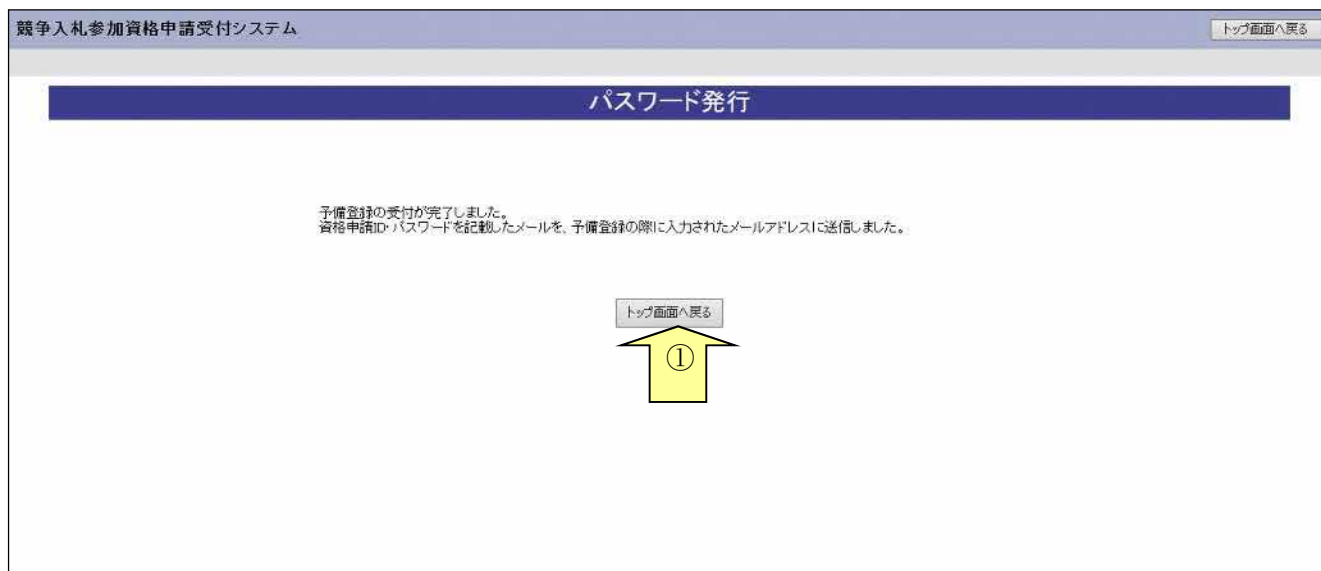 競争入札参加資格申請受付システム
トップ画面へ戻る
パスワード発行
予備登録の受付が完了しました。
資格申請ID・パスワードを記載したメールを、予備登録の際に入力されたメールアドレスに送信しました。
トップ画面へ戻る
①